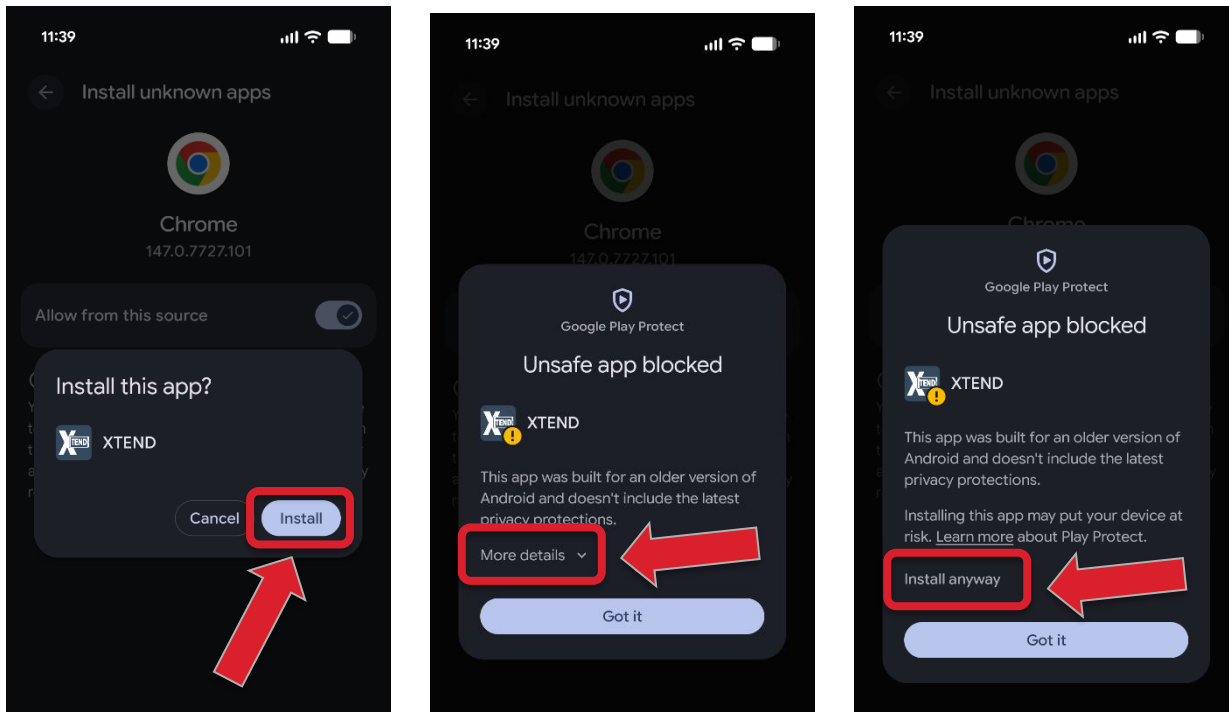 11:39
Install unknown apps
Chrome
147.0.7727.101
Allow from this source
Install this app?
XTEND
XTEND
Cancel
Install
11:39
Install unknown apps
Chrome
147.0.7727.101
Google Play Protect
Unsafe app blocked
XTEND
XTEND
This app was built for an older version of
Android and doesn't include the latest
privacy protections.
More details
Got it
11:39
Install unknown apps
Chrome
Google Play Protect
Unsafe app blocked
XTEND
XTEND
This app was built for an older version of
Android and doesn't include the latest
privacy protections.
Installing this app may put your device at
risk. Learn more about Play Protect.
Install anyway
Got it